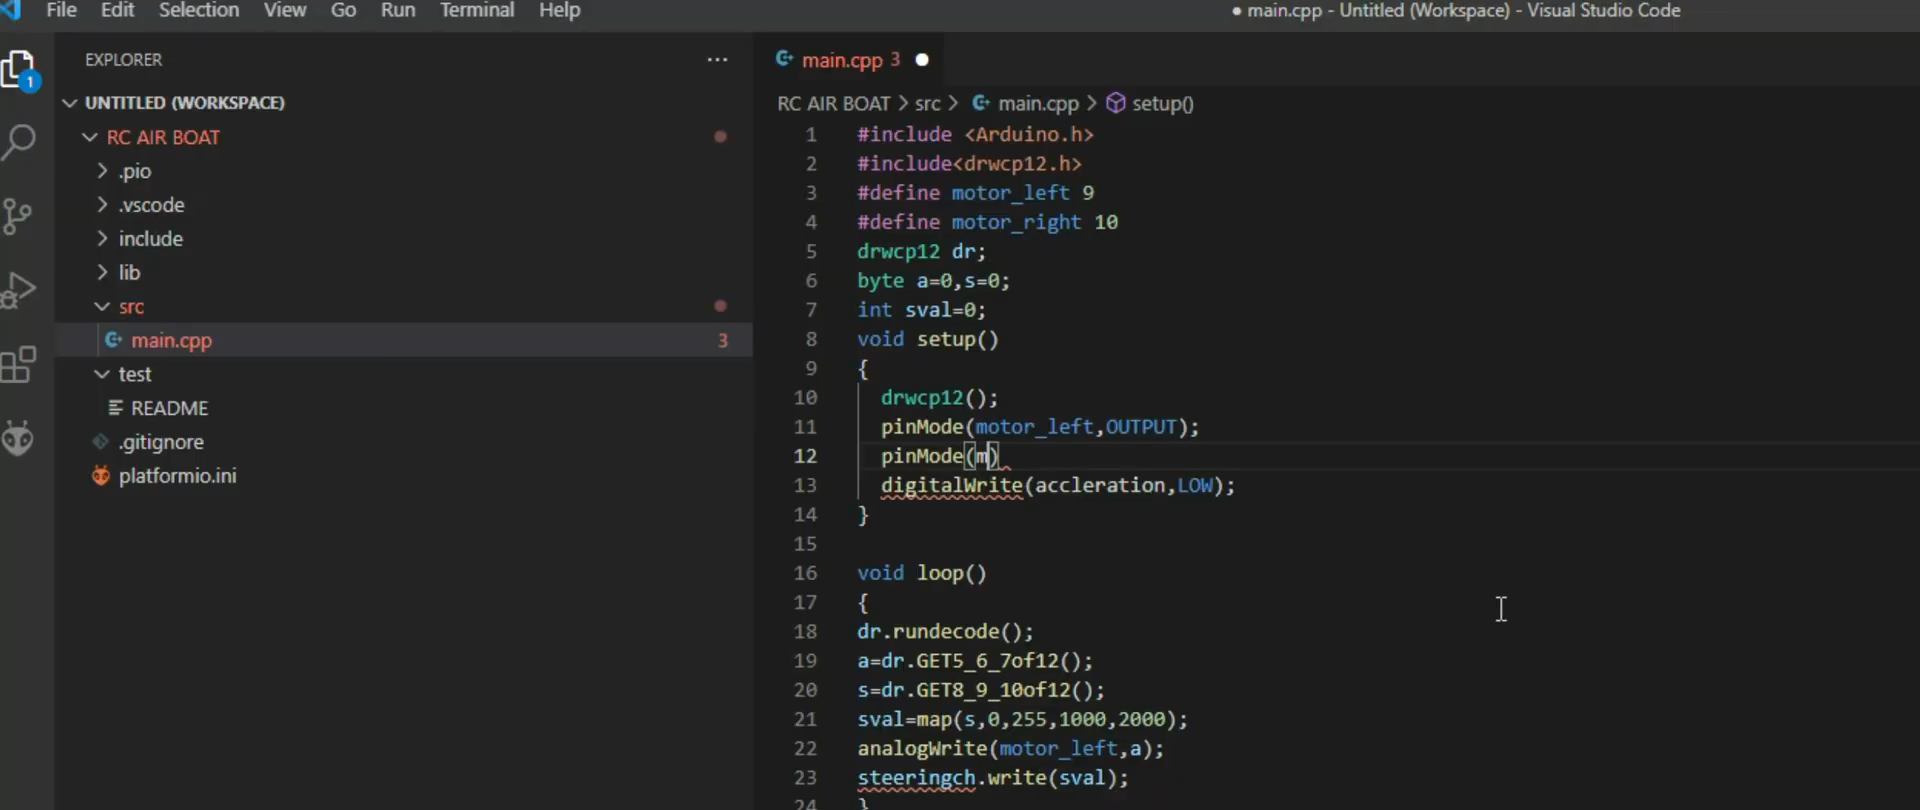 File Edit Selection View Go Run Terminal Help
● main.cpp - Untitled (Workspace) - Visual Studio Code
1
EXPLORER ...
UNTITLED (WORKSPACE)
RC AIR BOAT
.pio
.vscode
include
lib
src
main.cpp 3
test
README
.gitignore
platformio.ini
main.cpp 3
RC AIR BOAT > src > main.cpp > setup()
1 #include <Arduino.h>
2 #include<drwcp12.h>
3 #define motor_left 9
4 #define motor_right 10
5 drwcp12 dr;
6 byte a=0,s=0;
7 int sval=0;
8 void setup()
9 {
10 drwcp12();
11 pinMode(motor_left,OUTPUT);
12 pinMode(m)
13 digitalWrite(accleration,LOW);
14 }
15
16 void loop()
17 {
18 dr.rundecode();
19 a=dr.GET5_6_7of12();
20 s=dr.GET8_9_10of12();
21 sval=map(s,0,255,1000,2000);
22 analogWrite(motor_left,a);
23 steeringch.write(sval);
24 }